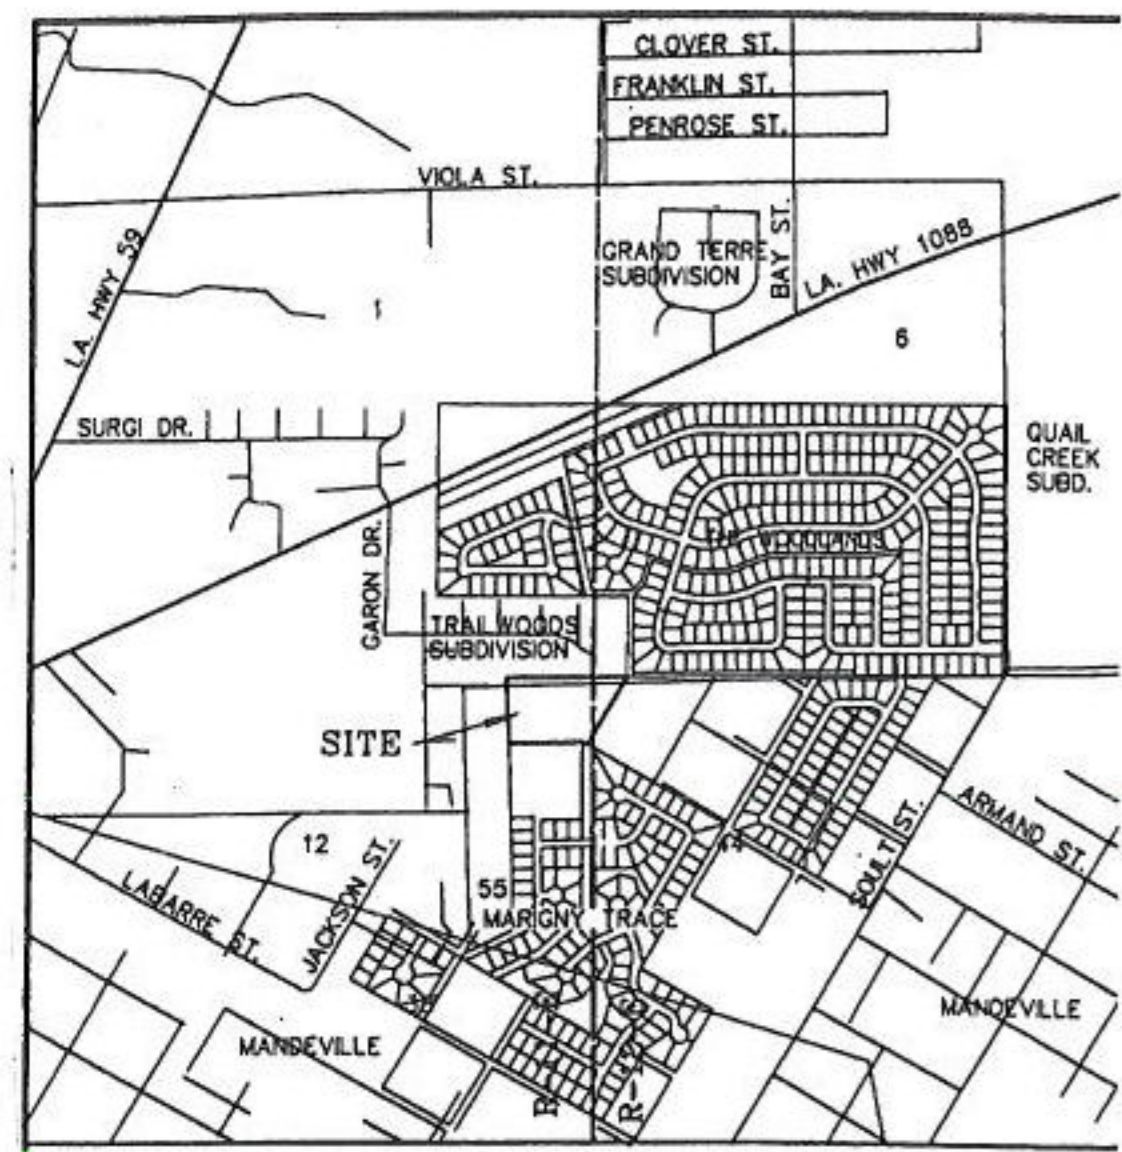 CLOVER ST.
FRANKLIN ST.
PENROSE ST.
VIOLA ST.
LA. HWY 59
GRAND TERRE
SUBDIVISION
BAY ST.
LA. HWY 1088
1
6
SURGI DR.
QUAIL
CREEK
SUBD.
THE WOODLANDS
GARON DR.
TRAILWOODS
SUBDIVISION
SITE
ARMAND ST.
SOULT ST.
12
44
LABARRE ST.
JACKSON ST.
55
MARIGNY TRACE
MANDEVILLE
MANDEVILLE